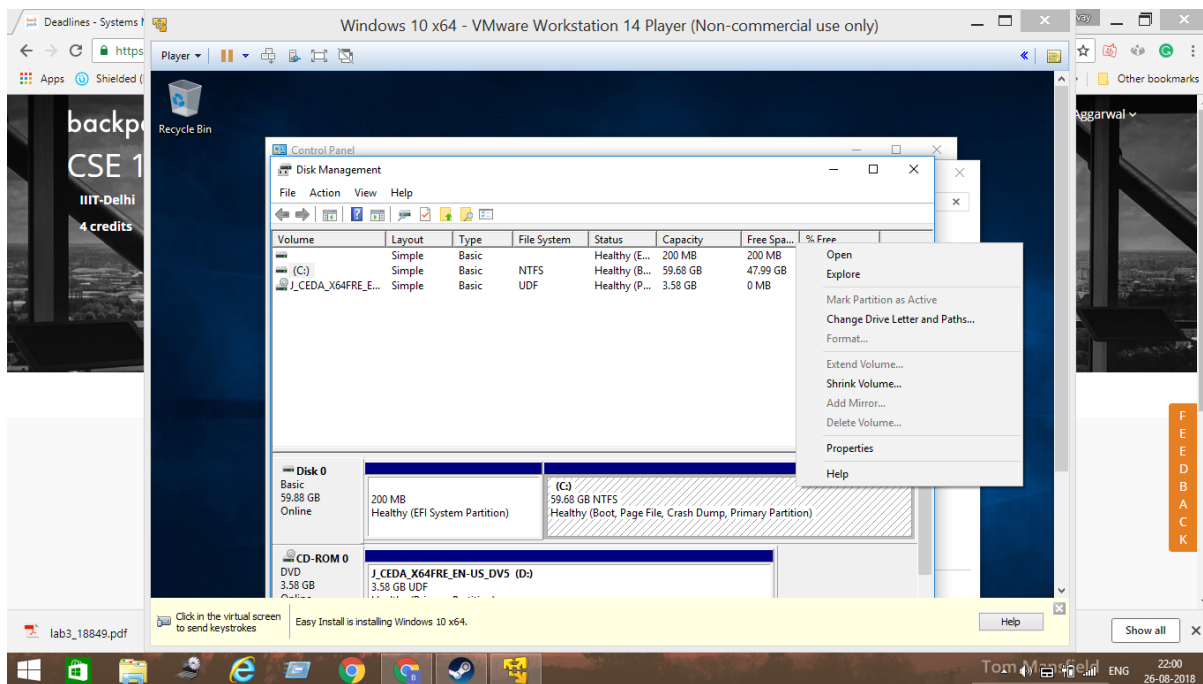 Deadlines - Systems M
Windows 10 x64 - VMware Workstation 14 Player (Non-commercial use only)
vay
https
Player
Apps
Shielded (
Other bookmarks
backp
CSE 1
IIIT-Delhi
4 credits
Aggarwal
Recycle Bin
Control Panel
Disk Management
File Action View Help
Volume Layout Type File System Status Capacity Free Spa... % Free
Simple Basic Healthy (E... 200 MB 200 MB
(C:) Simple Basic NTFS Healthy (B... 59.68 GB 47.99 GB
J_CEDA_X64FRE_E... Simple Basic UDF Healthy (P... 3.58 GB 0 MB
Open
Explore
Mark Partition as Active
Change Drive Letter and Paths...
Format...
Extend Volume...
Shrink Volume...
Add Mirror...
Delete Volume...
Properties
Help
Disk 0
Basic
59.88 GB
Online
200 MB
Healthy (EFI System Partition)
(C:)
59.68 GB NTFS
Healthy (Boot, Page File, Crash Dump, Primary Partition)
CD-ROM 0
DVD
3.58 GB
J_CEDA_X64FRE_EN-US_DV5 (D:)
3.58 GB UDF
FEEDBACK
Click in the virtual screen
to send keystrokes
Easy Install is installing Windows 10 x64.
Help
lab3_18849.pdf
Show all
Tom Mansfield
ENG
22:00
26-08-2018